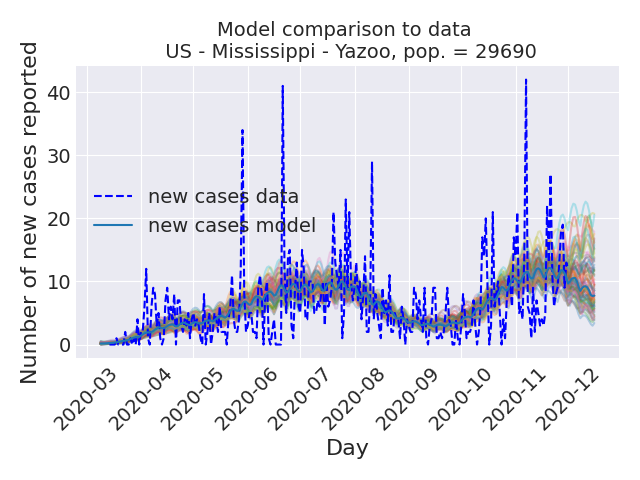 Model comparison to data
US - Mississippi - Yazoo, pop. = 29690
Number of new cases reported
40
30
20
10
0
new cases data
new cases model
2020-03
2020-04
2020-05
2020-06
2020-07
2020-08
2020-09
2020-10
2020-11
2020-12
Day